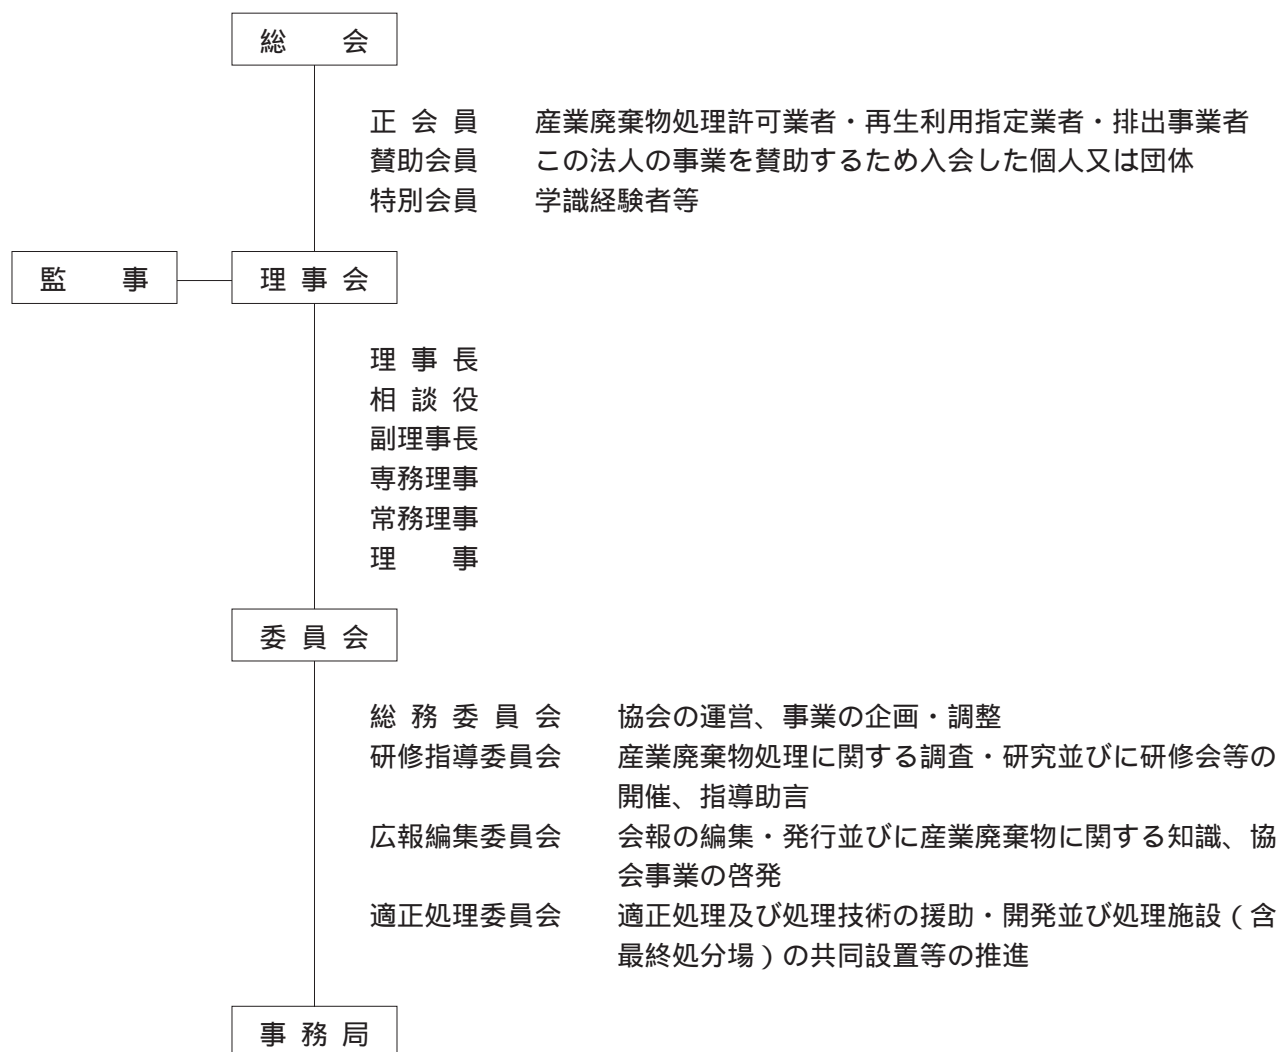 総　　会
正 会 員　産業廃棄物処理許可業者・再生利用指定業者・排出事業者
賛助会員　この法人の事業を賛助するため入会した個人又は団体
特別会員　学識経験者等
監　　事
理 事 会
理 事 長
相 談 役
副理事長
専務理事
常務理事
理　　事
委 員 会
総 務 委 員 会　協会の運営、事業の企画・調整
研修指導委員会　産業廃棄物処理に関する調査・研究並びに研修会等の
開催、指導助言
広報編集委員会　会報の編集・発行並びに産業廃棄物に関する知識、協
会事業の啓発
適正処理委員会　適正処理及び処理技術の援助・開発並び処理施設（含
最終処分場）の共同設置等の推進
事 務 局